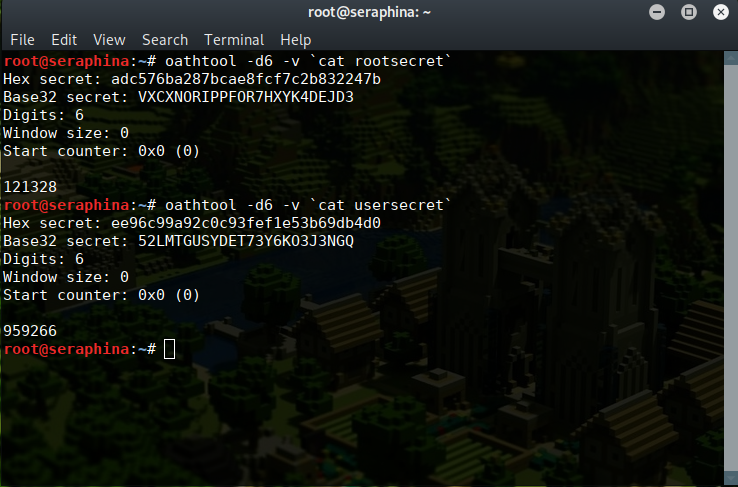 root@seraphina: ~
File Edit View Search Terminal Help
root@seraphina:~# oathtool -d6 -v `cat rootsecret`
Hex secret: adc576ba287bcae8fcf7c2b832247b
Base32 secret: VXCXNORIPPFOR7HXYK4DEJD3
Digits: 6
Window size: 0
Start counter: 0x0 (0)
121328
root@seraphina:~# oathtool -d6 -v `cat usersecret`
Hex secret: ee96c99a92c0c93fef1e53b69db4d0
Base32 secret: 52LMTGUSYDET73Y6KO3J3NGQ
Digits: 6
Window size: 0
Start counter: 0x0 (0)
959266
root@seraphina:~#